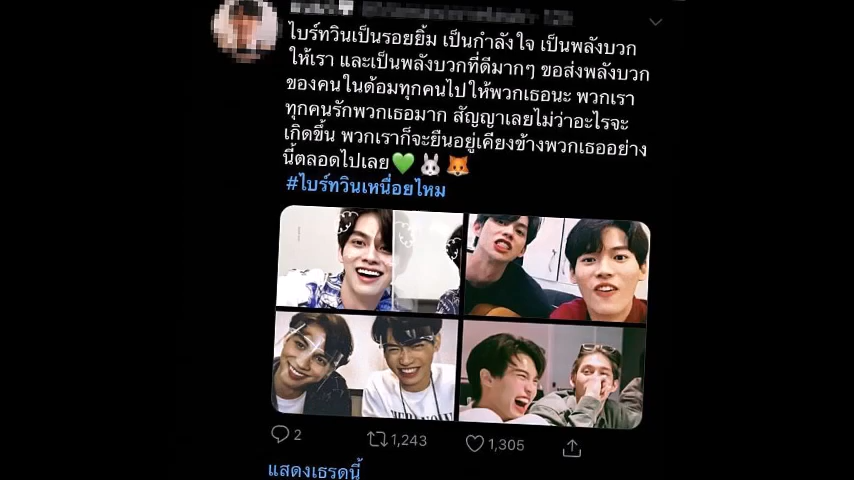 ไบร์ทวินเป็นรอยยิ้ม เป็นกำลังใจ เป็นพลังบวก
ให้เรา และเป็นพลังบวกที่ดีมากๆ ขอส่งพลังบวก
ของคนในด้อมทุกคนไปให้พวกเธอนะ พวกเรา
ทุกคนรักพวกเธอมาก สัญญาเลยไม่ว่าอะไรจะ
เกิดขึ้น พวกเราก็จะยืนอยู่เคียงข้างพวกเธออย่าง
นี้ตลอดไปเลย💚🐰🦊
#ไบร์ทวินเหนื่อยไหม
2 1,243 1,305
แสดงเธรดนี้